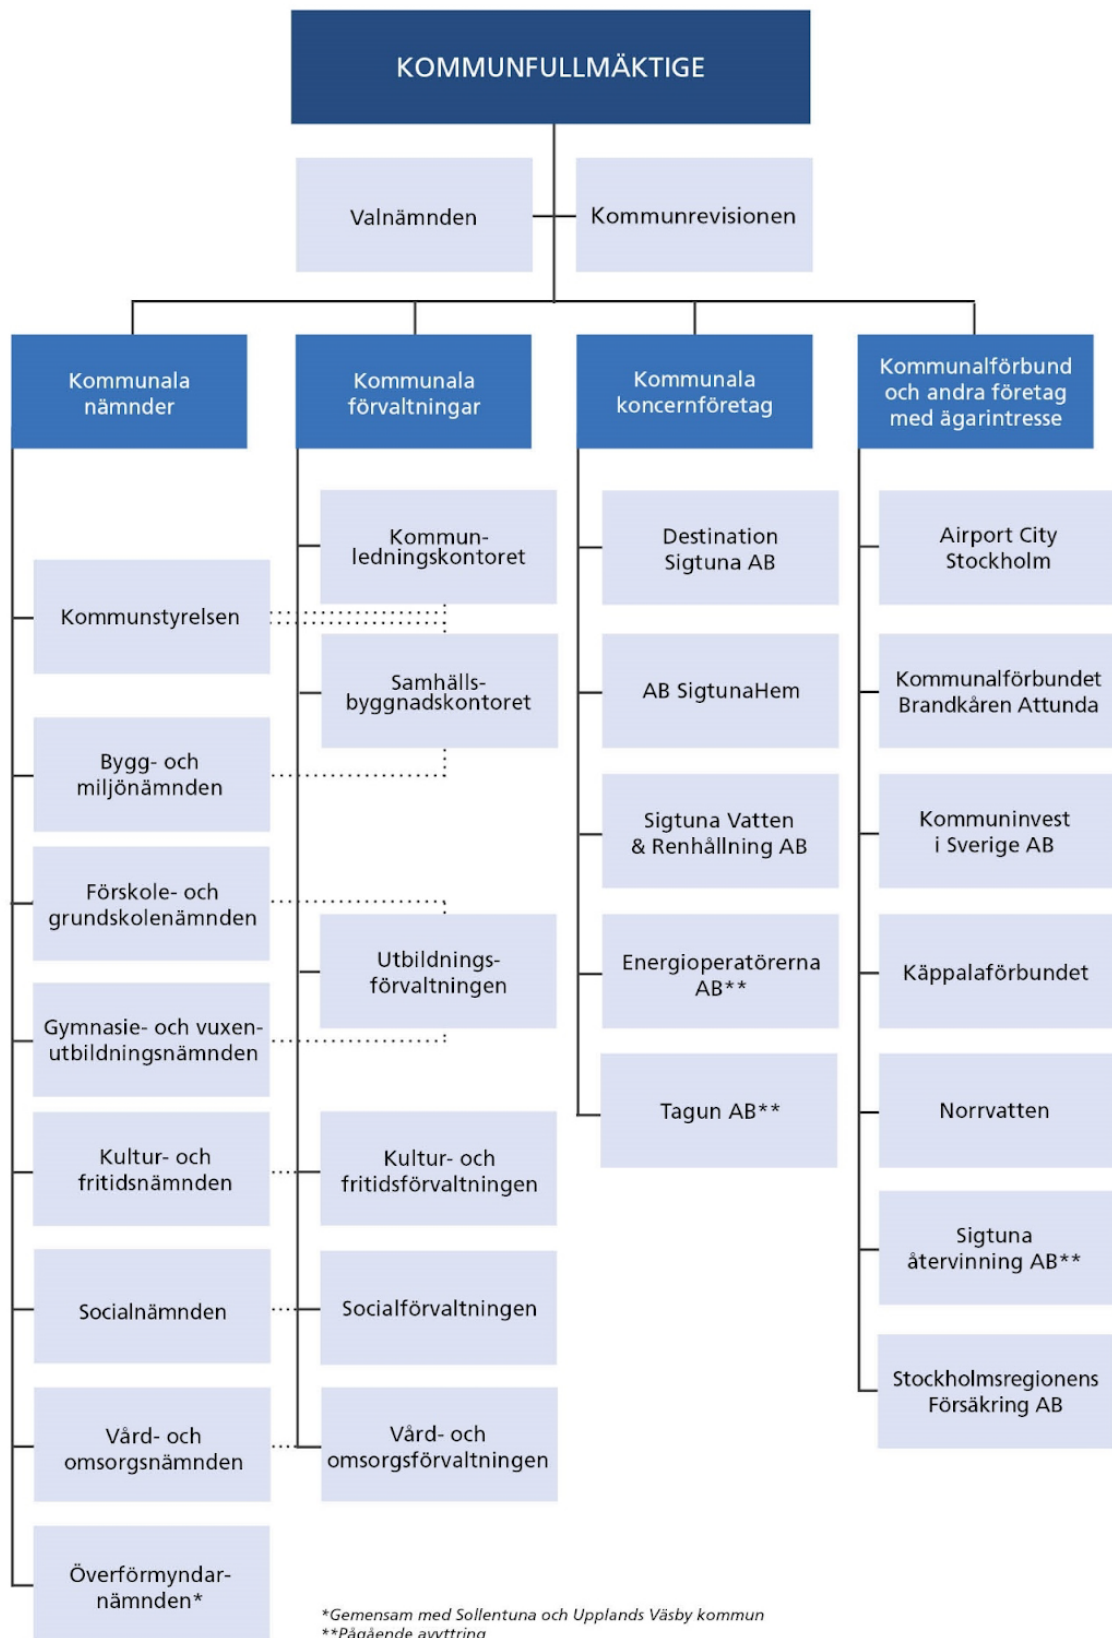 KOMMUNFULLMÄKTIGE
Valnämnden
Kommunrevisionen
Kommunala
nämnder
Kommunala
förvaltningar
Kommunala
koncernföretag
Kommunalförbund
och andra företag
med ägarintresse
Kommunstyrelsen
Bygg- och
miljönämnden
Förskole- och
grundskolenämnden
Gymnasie- och vuxen-
utbildningsnämnden
Kultur- och
fritidsnämnden
Socialnämnden
Vård- och
omsorgsnämnden
Överförmyndar-
nämnden*
Kommun-
ledningskontoret
Samhälls-
byggnadskontoret
Utbildnings-
förvaltningen
Kultur- och
fritidsförvaltningen
Socialförvaltningen
Vård- och
omsorgsförvaltningen
Destination
Sigtuna AB
AB SigtunaHem
Sigtuna Vatten
& Renhållning AB
Energioperatörerna
AB**
Tagun AB**
Airport City
Stockholm
Kommunalförbundet
Brandkåren Attunda
Kommuninvest
i Sverige AB
Käppalaförbundet
Norrvatten
Sigtuna
återvinning AB**
Stockholmsregionens
Försäkring AB
*Gemensam med Sollentuna och Upplands Väsby kommun
**Pågående avyttring